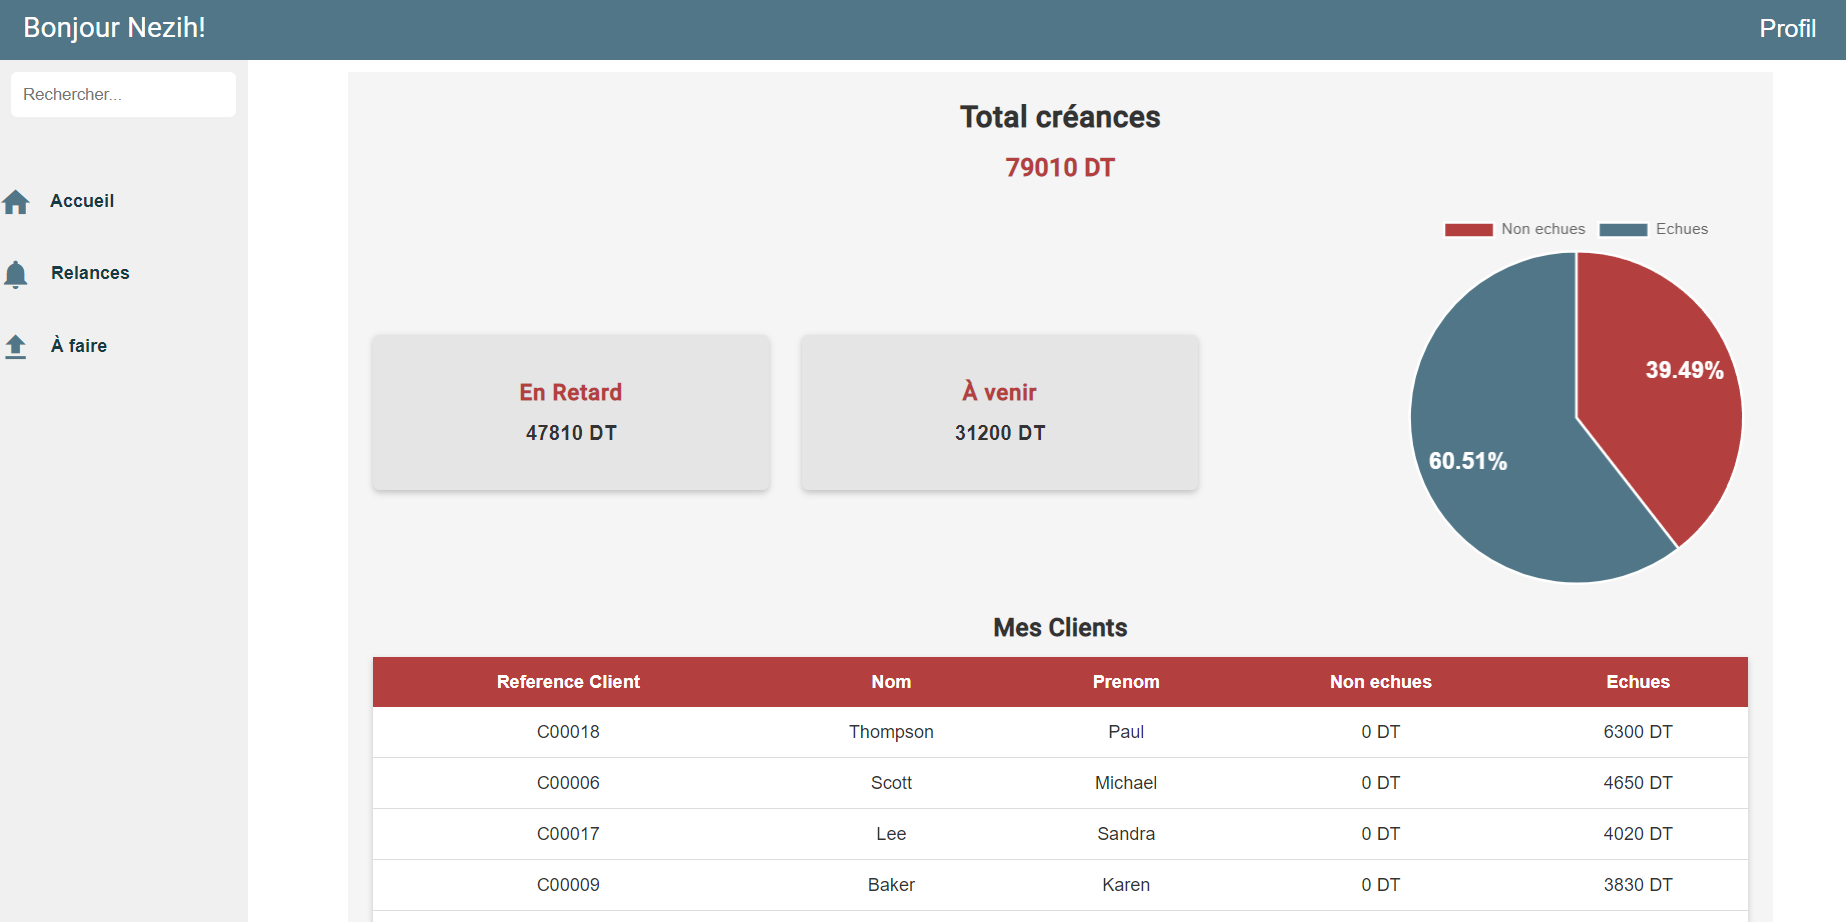 Bonjour Nezih!
Profil
Rechercher...
Accueil
Relances
À faire
Total créances
79010 DT
Non echues Echues
39.49%
60.51%
En Retard
47810 DT
À venir
31200 DT
Mes Clients
Reference Client Nom Prenom Non echues Echues
C00018 Thompson Paul 0 DT 6300 DT
C00006 Scott Michael 0 DT 4650 DT
C00017 Lee Sandra 0 DT 4020 DT
C00009 Baker Karen 0 DT 3830 DT